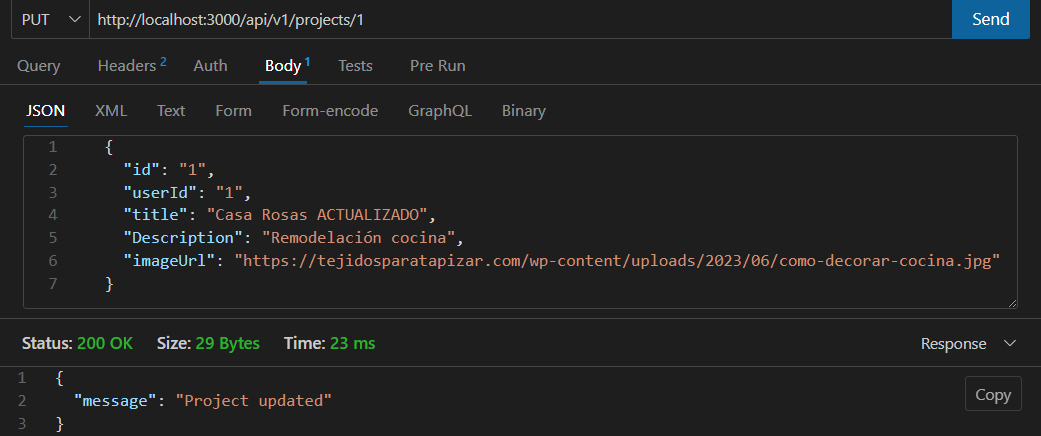 PUT http://localhost:3000/api/v1/projects/1 Send
Query Headers 2 Auth Body 1 Tests Pre Run
JSON XML Text Form Form-encode GraphQL Binary
1 {
2 "id": "1",
3 "userId": "1",
4 "title": "Casa Rosas ACTUALIZADO",
5 "Description": "Remodelación cocina",
6 "imageUrl": "https://tejidosparatapizar.com/wp-content/uploads/2023/06/como-decorar-cocina.jpg"
7 }
Status: 200 OK Size: 29 Bytes Time: 23 ms Response
1 {
2 "message": "Project updated"
3 }
Copy